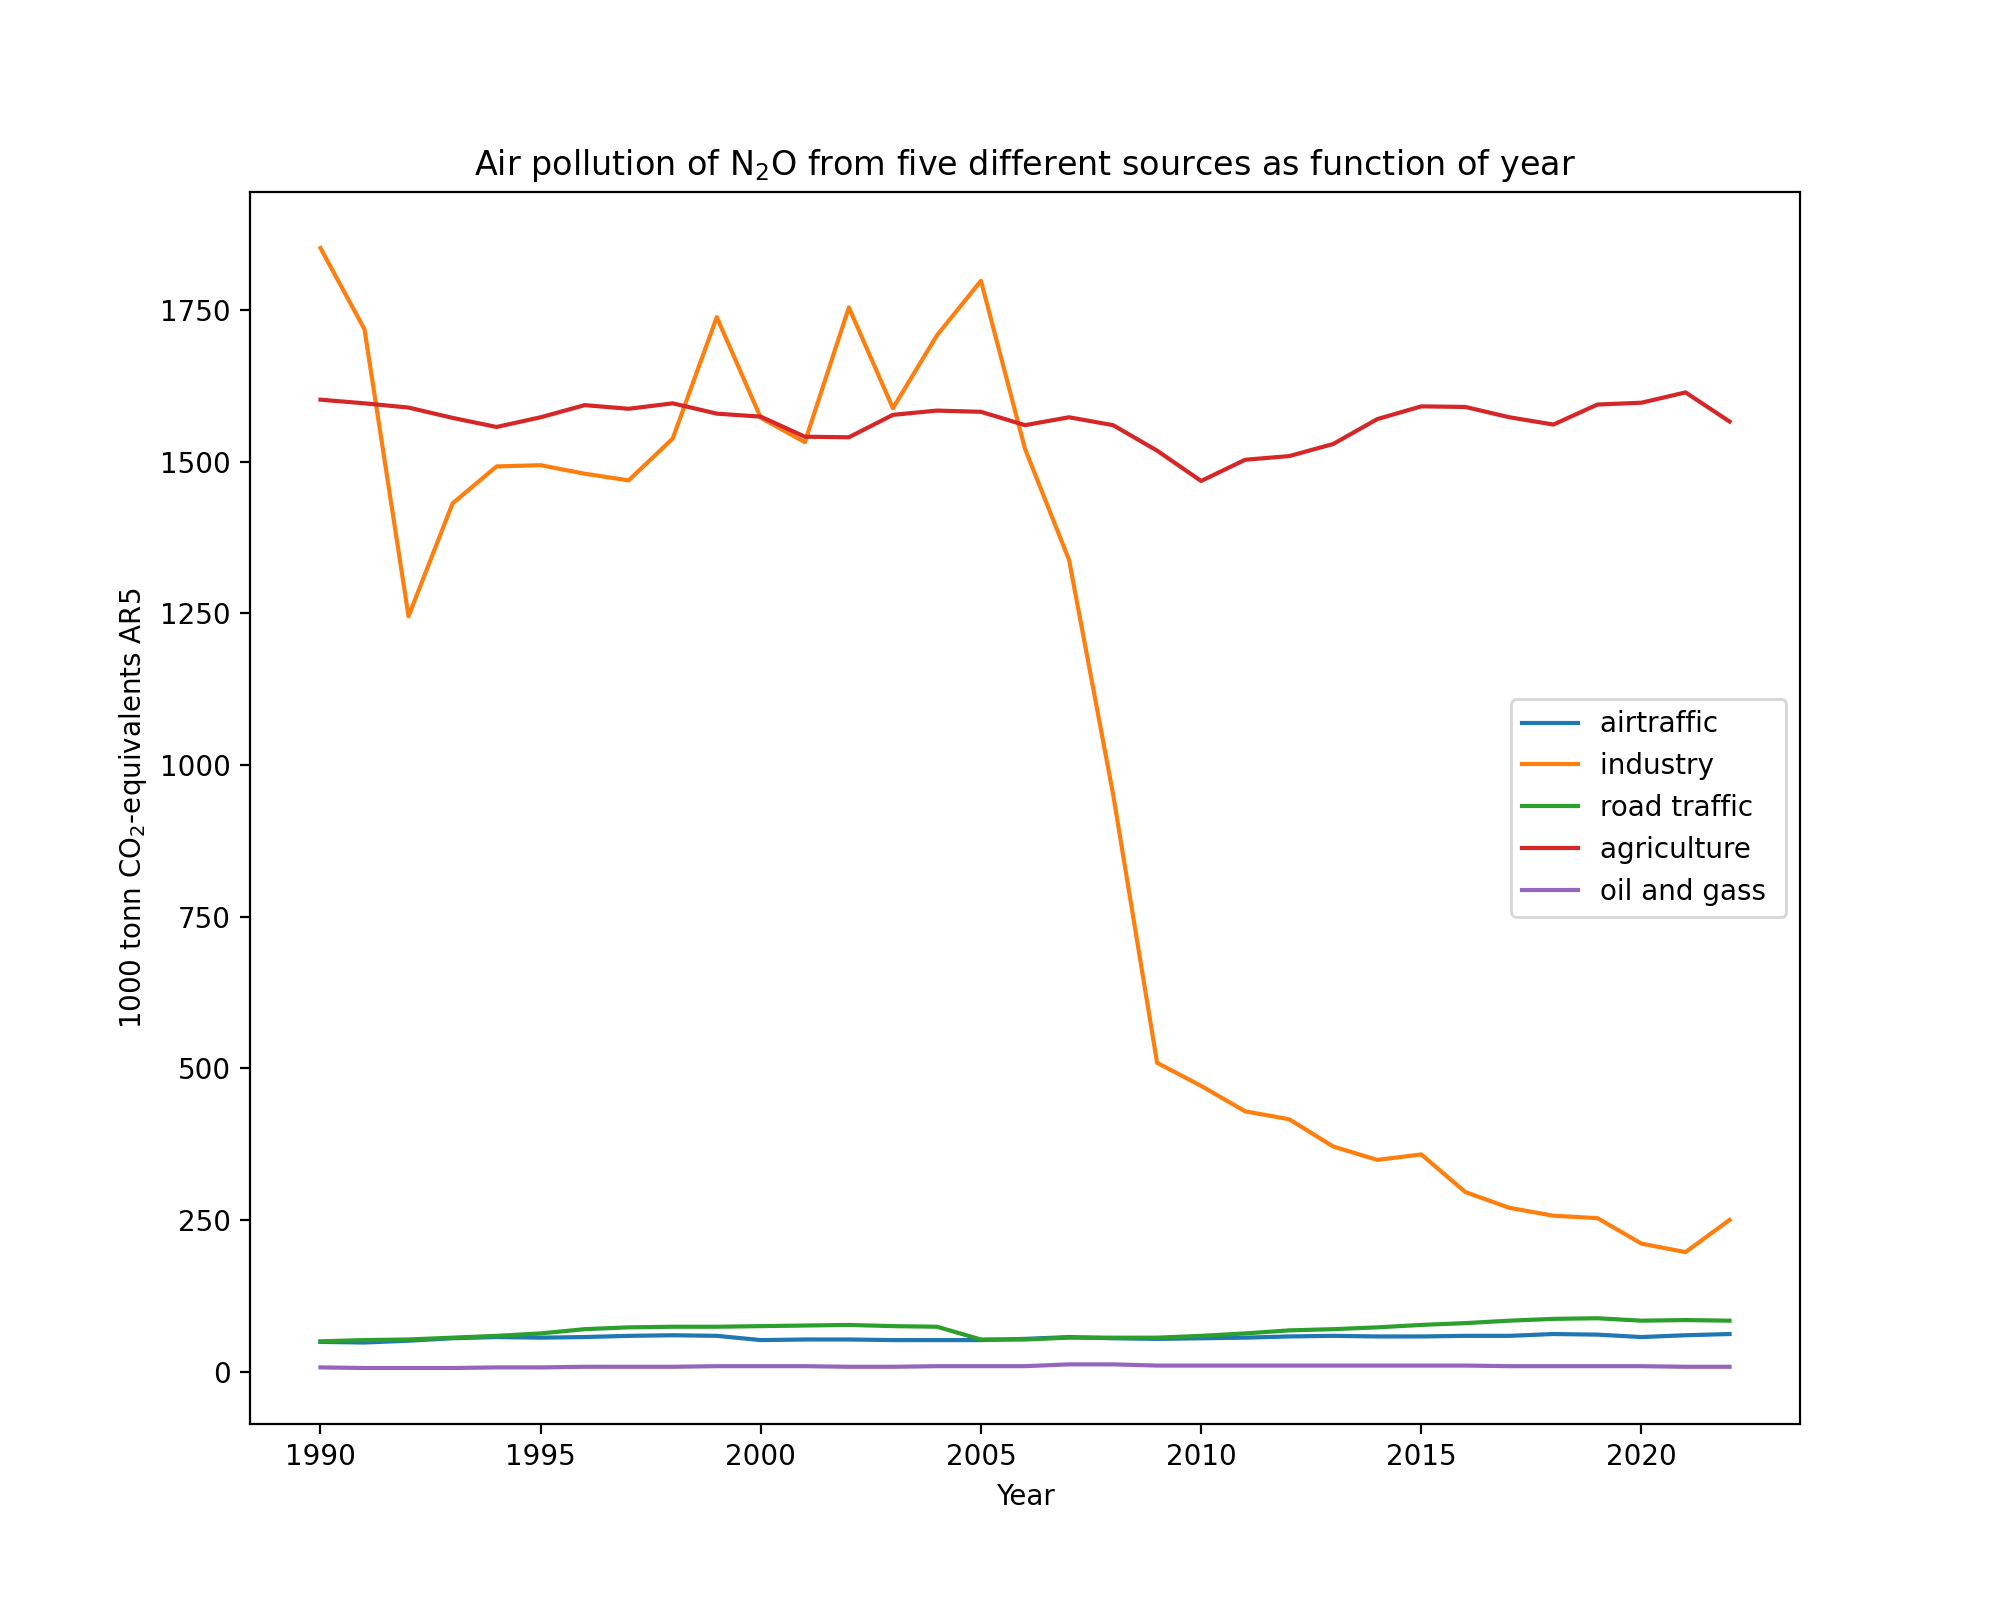 Air pollution of N₂O from five different sources as function of year
1000 tonn CO₂-equivalents AR5
1750
1500
1250
1000
750
500
250
0
airtraffic
industry
road traffic
agriculture
oil and gass
1990 1995 2000 2005 2010 2015 2020
Year